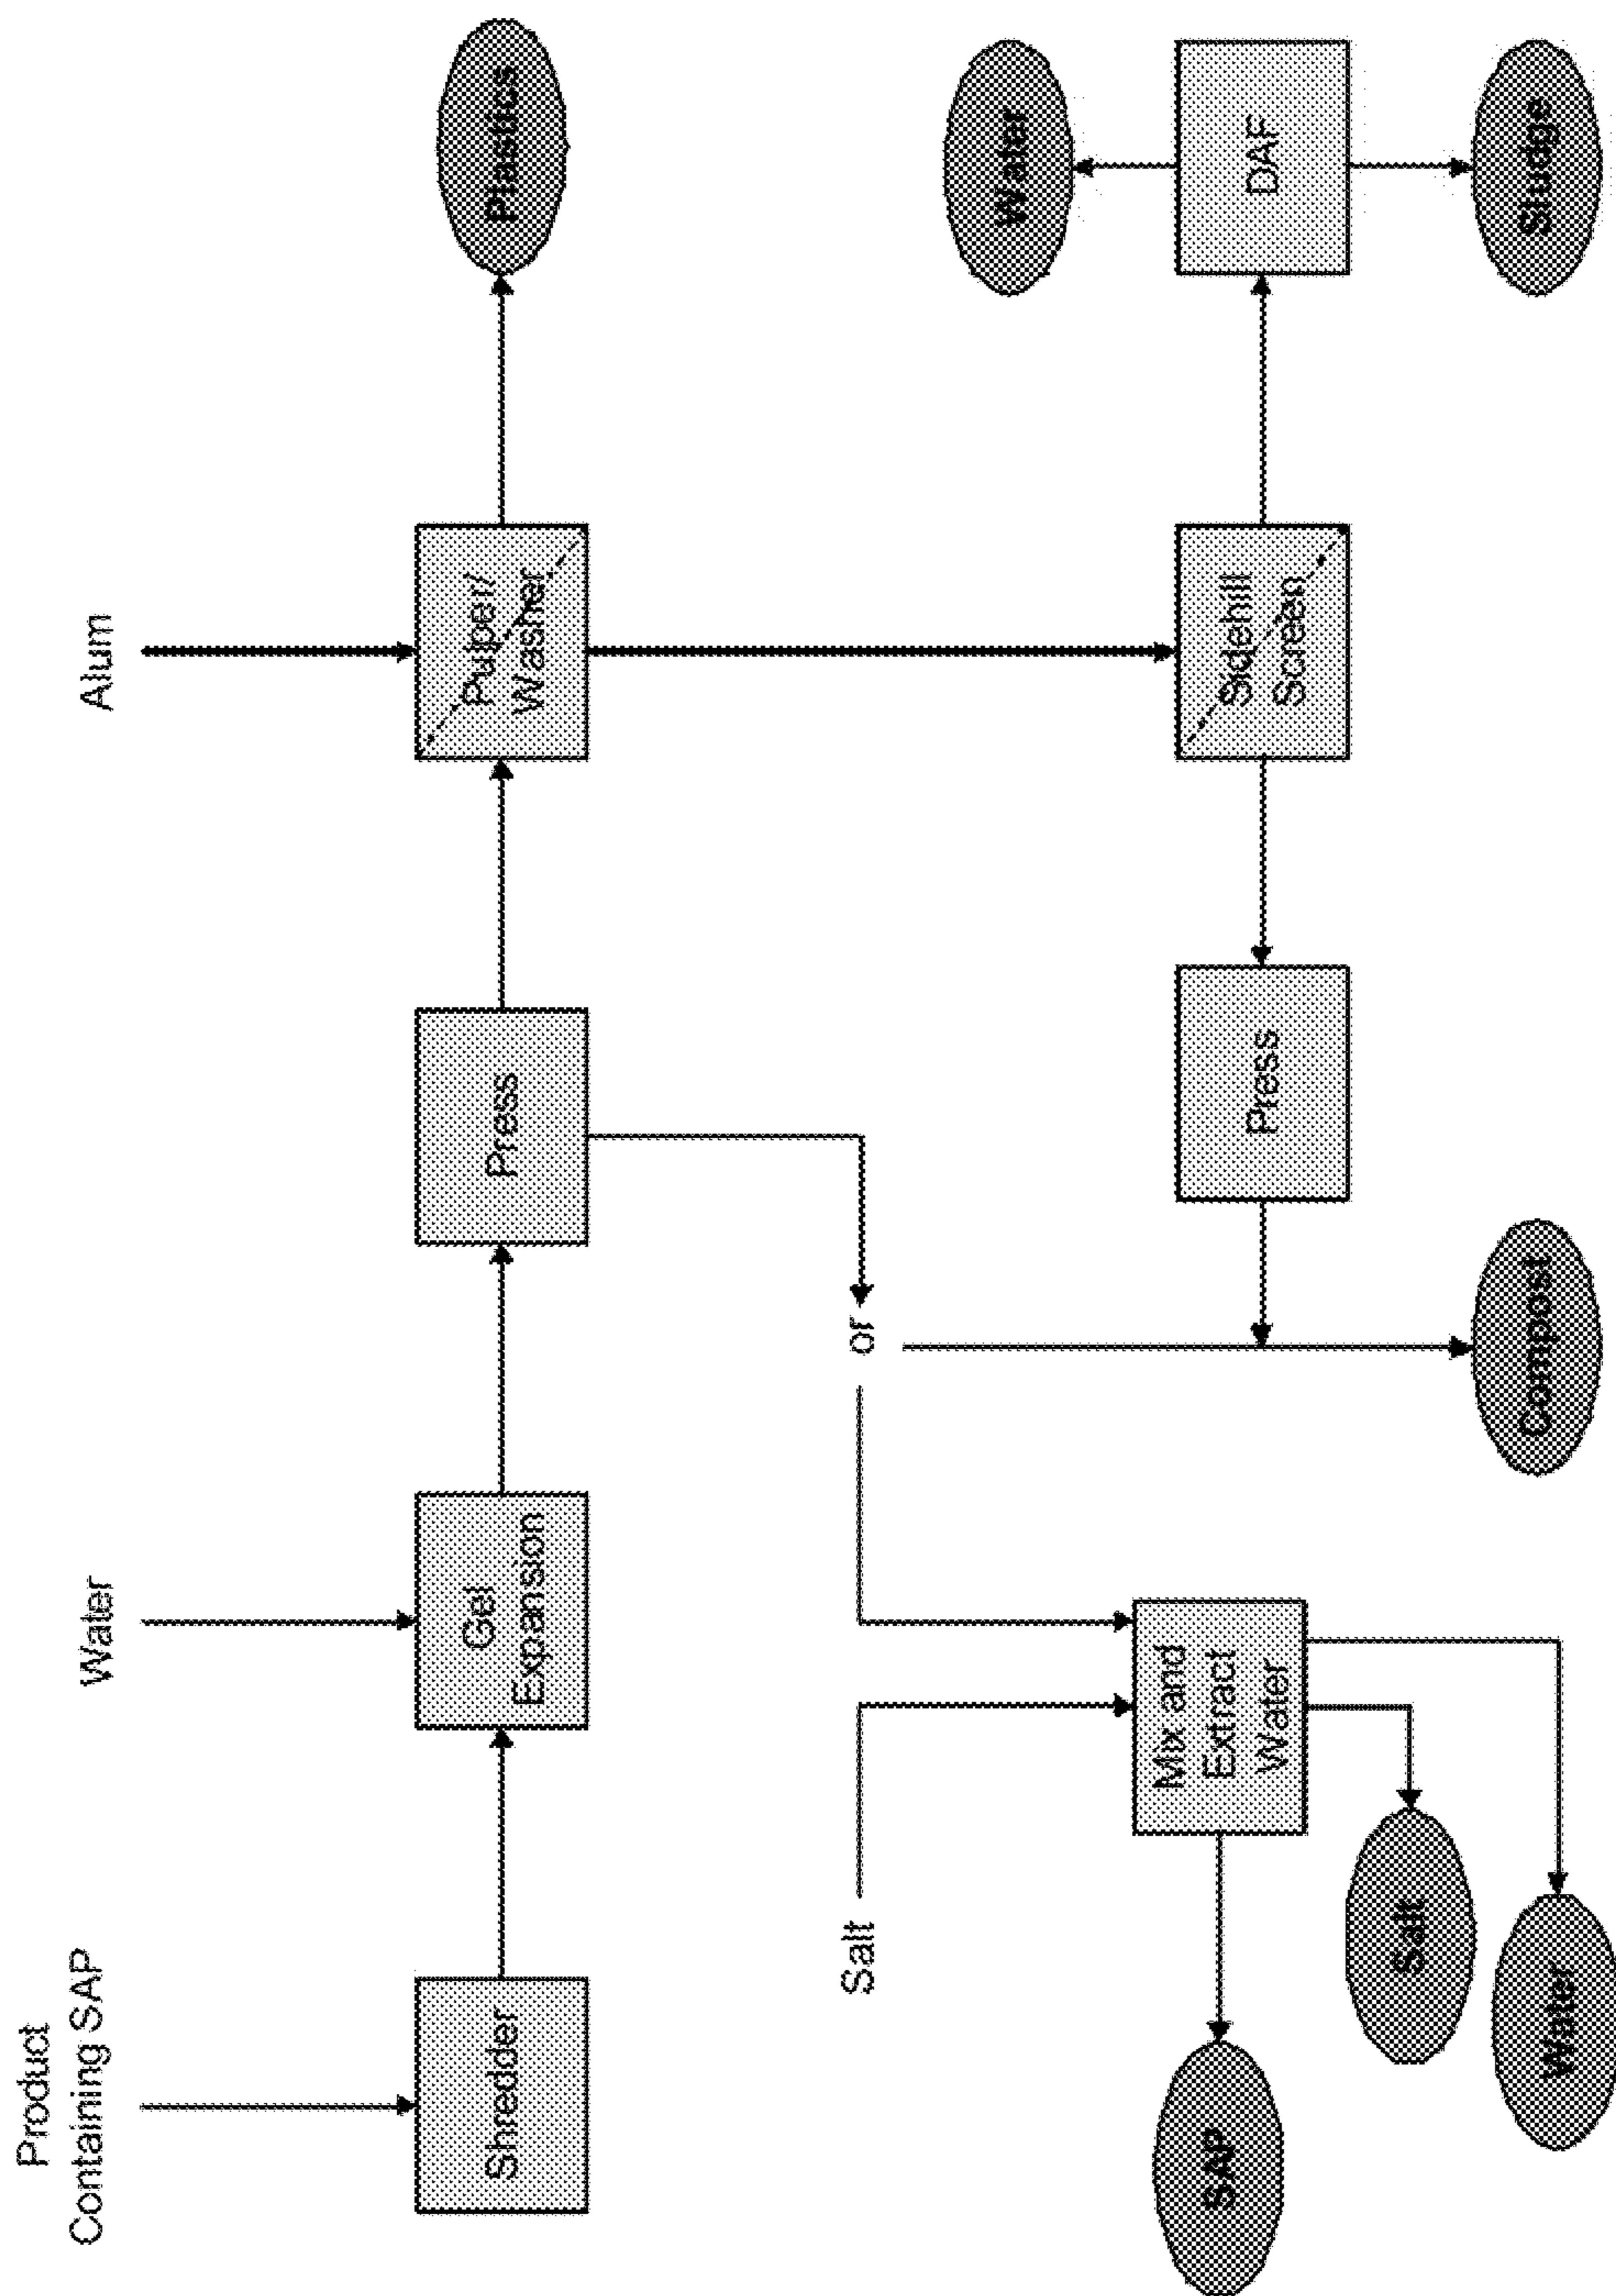 Product
Containing SAP
Water
Alum
Shredder
Gel
Expansion
Press
Pulper/
Washer
Plastics
Salt
or
Mix and
Extract
Water
Press
Sidehill
Screen
DAF
Water
SAP
Salt
Water
Compost
Sludge